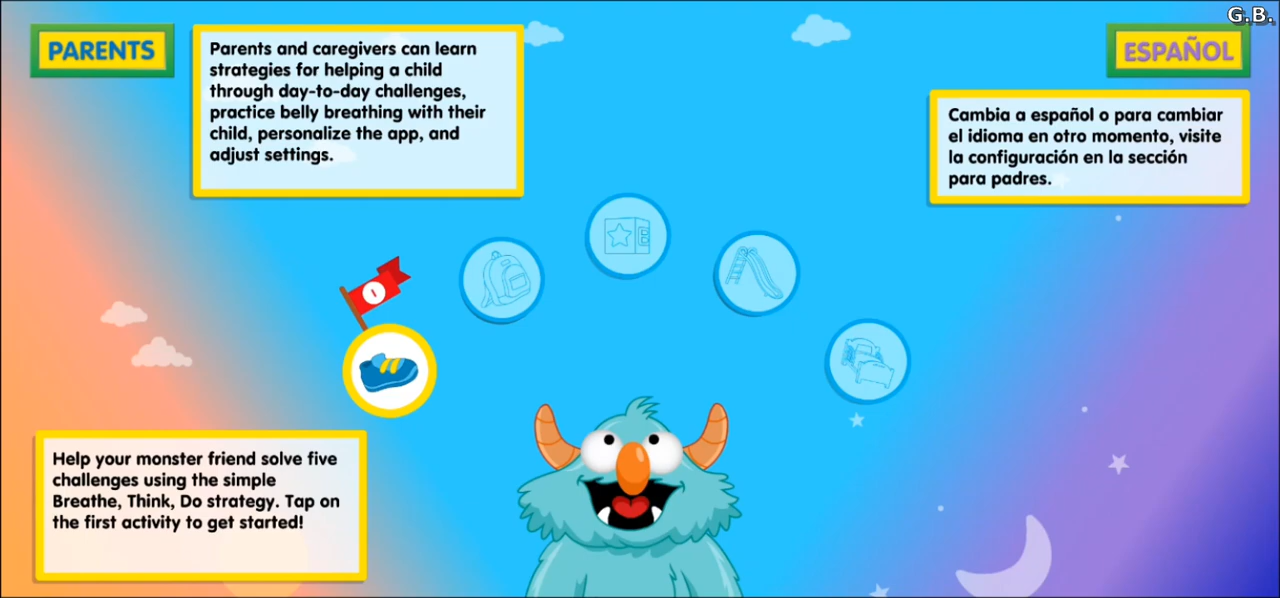 G.B.
PARENTS
Parents and caregivers can learn
strategies for helping a child
through day-to-day challenges,
practice belly breathing with their
child, personalize the app, and
adjust settings.
ESPAÑOL
Cambia a español o para cambiar
el idioma en otro momento, visite
la configuración en la sección
para padres.
1
E
Help your monster friend solve five
challenges using the simple
Breathe, Think, Do strategy. Tap on
the first activity to get started!